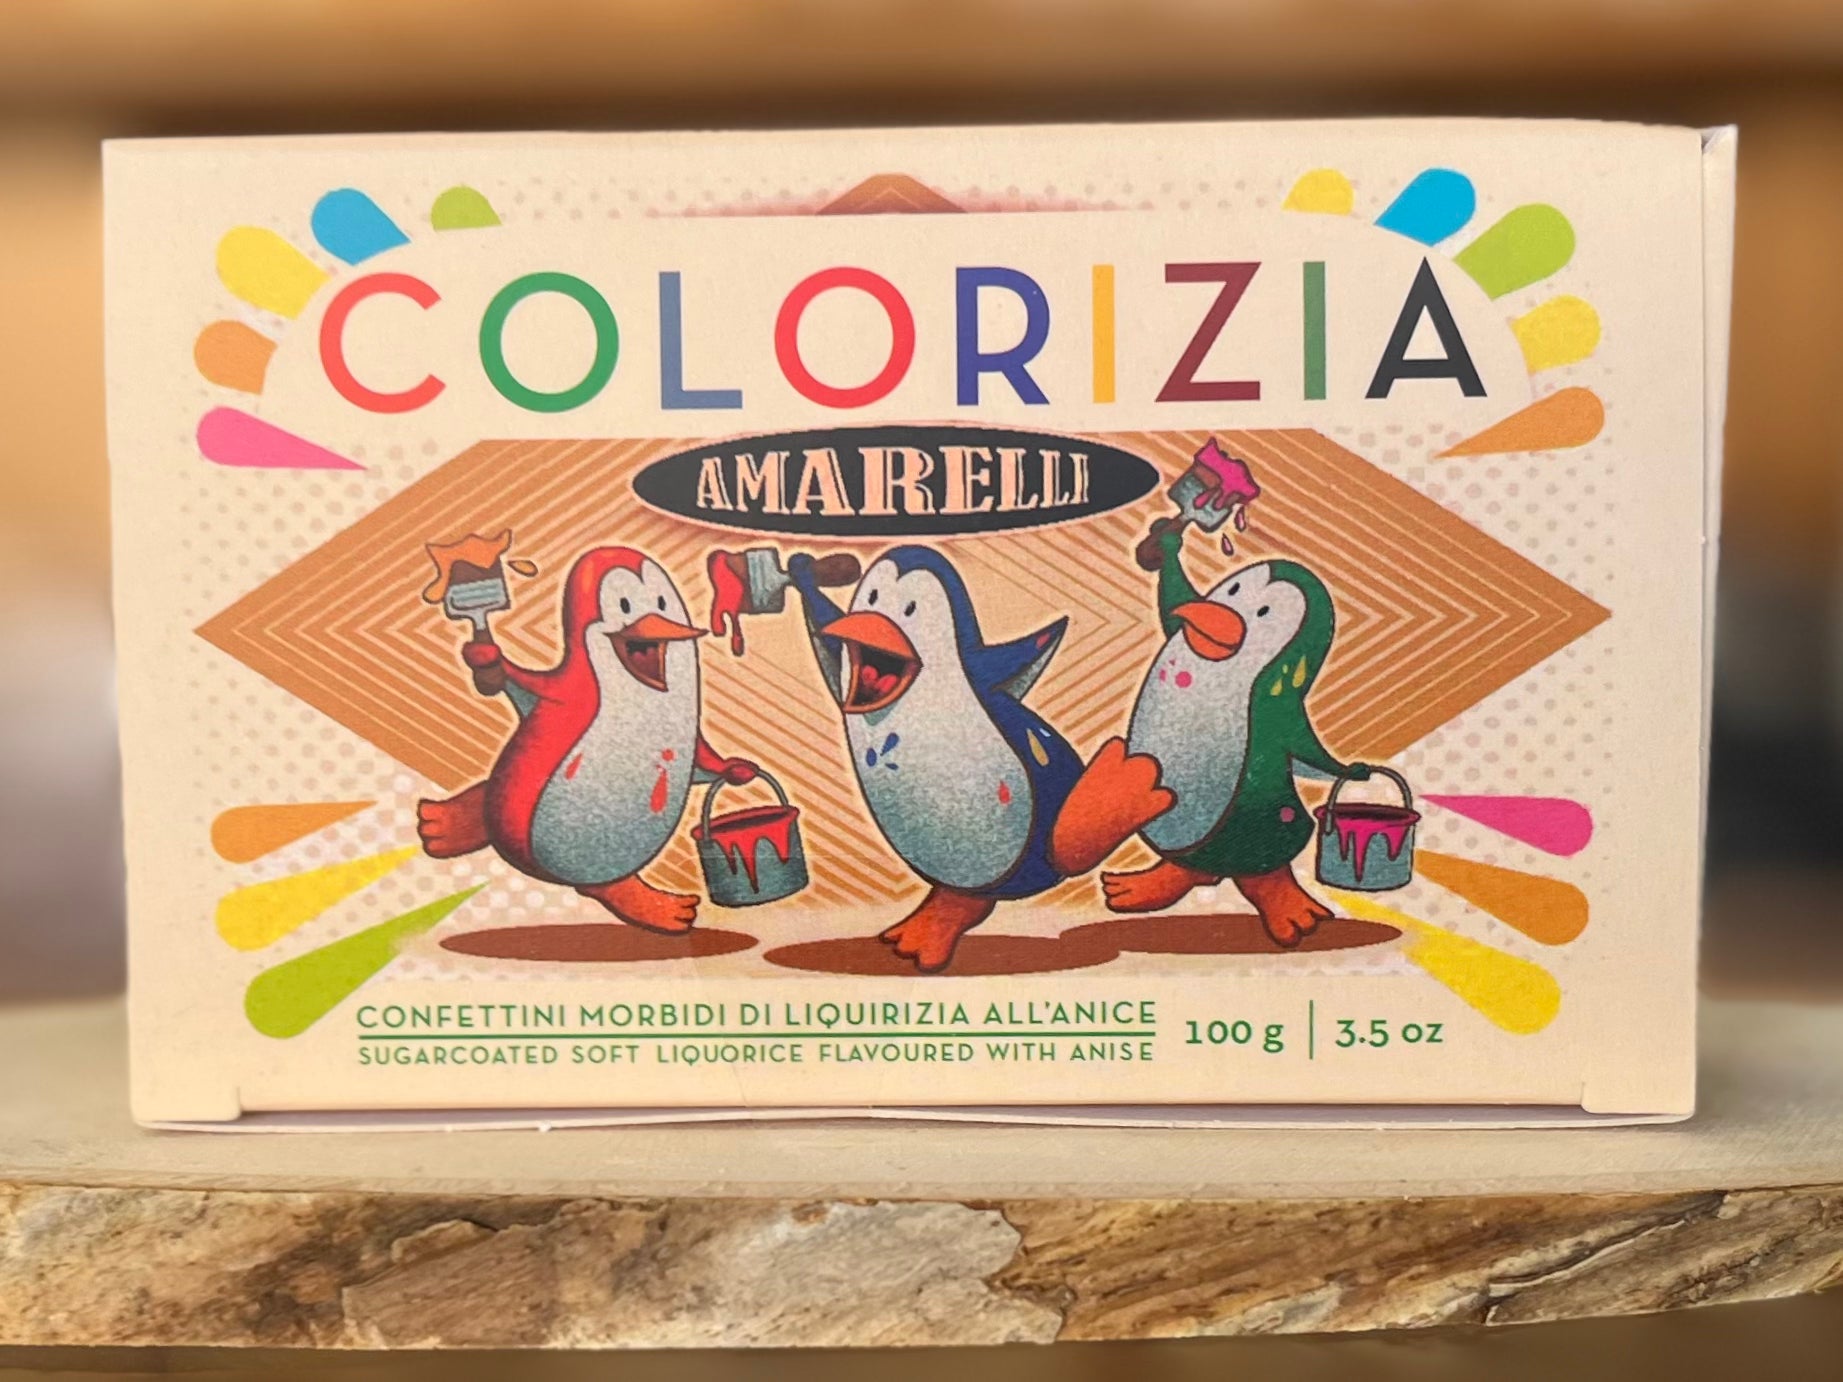 COLORIZIA
AMARELLI
CONFETTINI MORBIDI DI LIQUIRIZIA ALL'ANICE
SUGARCOATED SOFT LIQUORICE FLAVOURED WITH ANISE
100 g | 3.5 oz